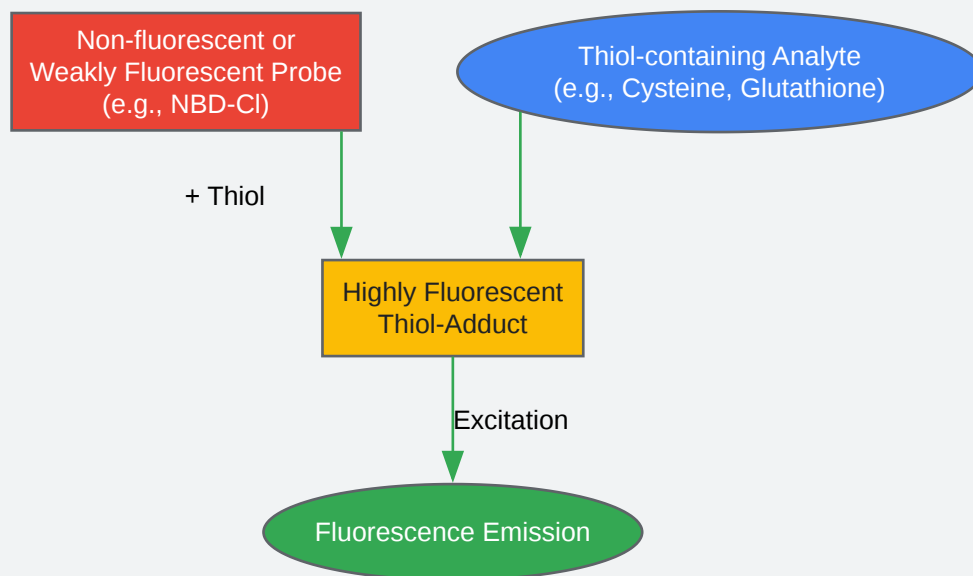 Non-fluorescent or
Weakly Fluorescent Probe
(e.g., NBD-Cl)
Thiol-containing Analyte
(e.g., Cysteine, Glutathione)
+ Thiol
Highly Fluorescent
Thiol-Adduct
Excitation
Fluorescence Emission